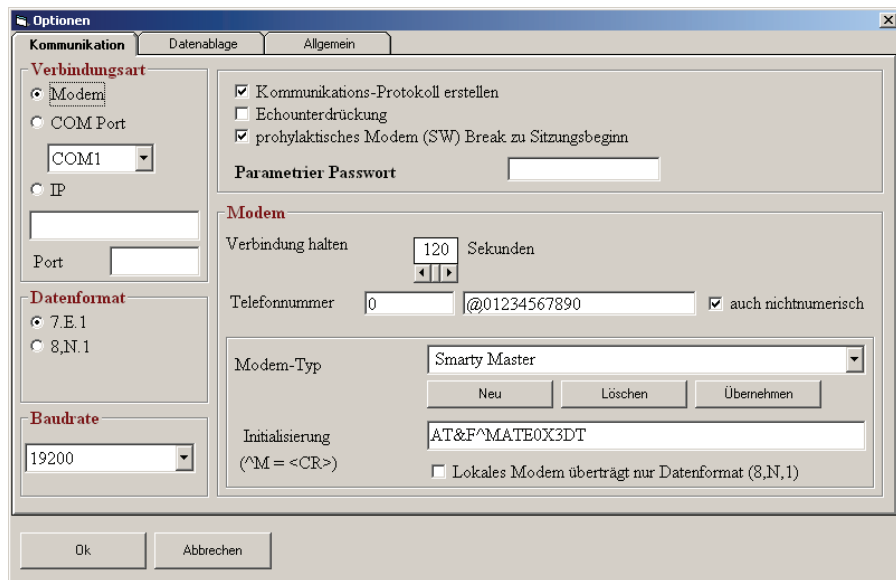 Optionen
Kommunikation Datenablage Allgemein
Verbindungsart
Modem
COM Port
COM1
IP
Port
Datenformat
7.E.1
8,N.1
Baudrate
19200
Kommunikations-Protokoll erstellen
Echounterdrückung
prohylaktisches Modem (SW) Break zu Sitzungsbeginn
Parametrier Passwort
Modem
Verbindung halten 120 Sekunden
Telefonnummer 0 @01234567890 auch nichtnumerisch
Modem-Typ Smarty Master
Neu Löschen Übernehmen
Initialisierung AT&F^MATE0X3DT
(^M = <CR>)
Lokales Modem überträgt nur Datenformat (8,N,1)
Ok Abbrechen